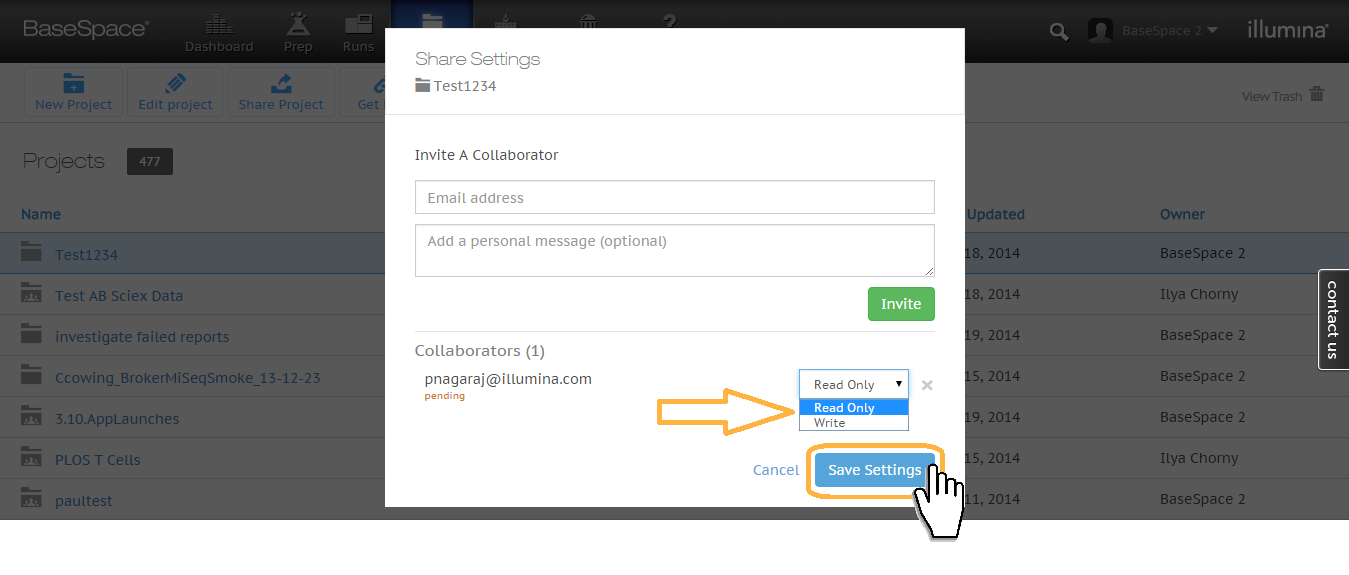 BaseSpace®
Dashboard
Prep
Runs
?
BaseSpace 2
illumina®
New Project
Edit project
Share Project
Get
View Trash
Projects 477
Name
Updated
Owner
Test1234
18, 2014
BaseSpace 2
Test AB Sciex Data
18, 2014
Ilya Chorny
investigate failed reports
19, 2014
BaseSpace 2
Ccowing_BrokerMiSeqSmoke_13-12-23
15, 2014
BaseSpace 2
3.10.AppLaunches
19, 2014
BaseSpace 2
PLOS T Cells
15, 2014
Ilya Chorny
paultest
11, 2014
BaseSpace 2
Share Settings
Test1234
Invite A Collaborator
Email address
Add a personal message (optional)
Invite
Collaborators (1)
pnagaraj@illumina.com
pending
Read Only
Read Only
Write
Cancel
Save Settings
contact us